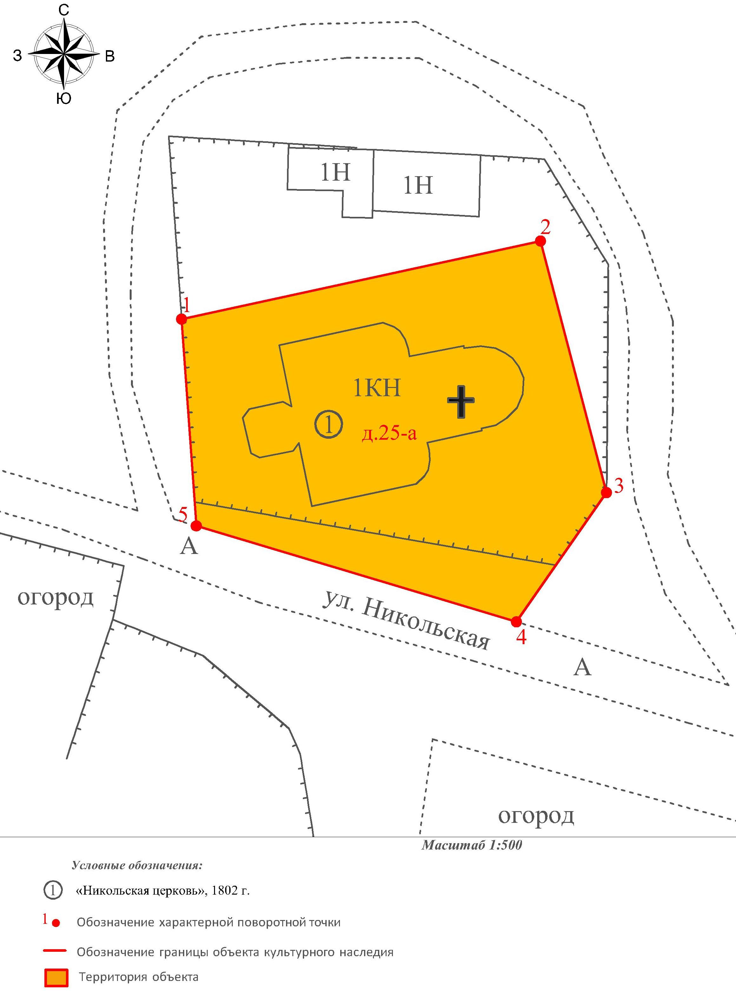 С
З
В
Ю
1Н
1Н
2
1
1КН
1
д.25-а
3
5
А
огород
ул. Никольская
4
А
огород
Масштаб 1:500
Условные обозначения:
1 «Никольская церковь», 1802 г.
1 Обозначение характерной поворотной точки
Обозначение границы объекта культурного наследия
Территория объекта